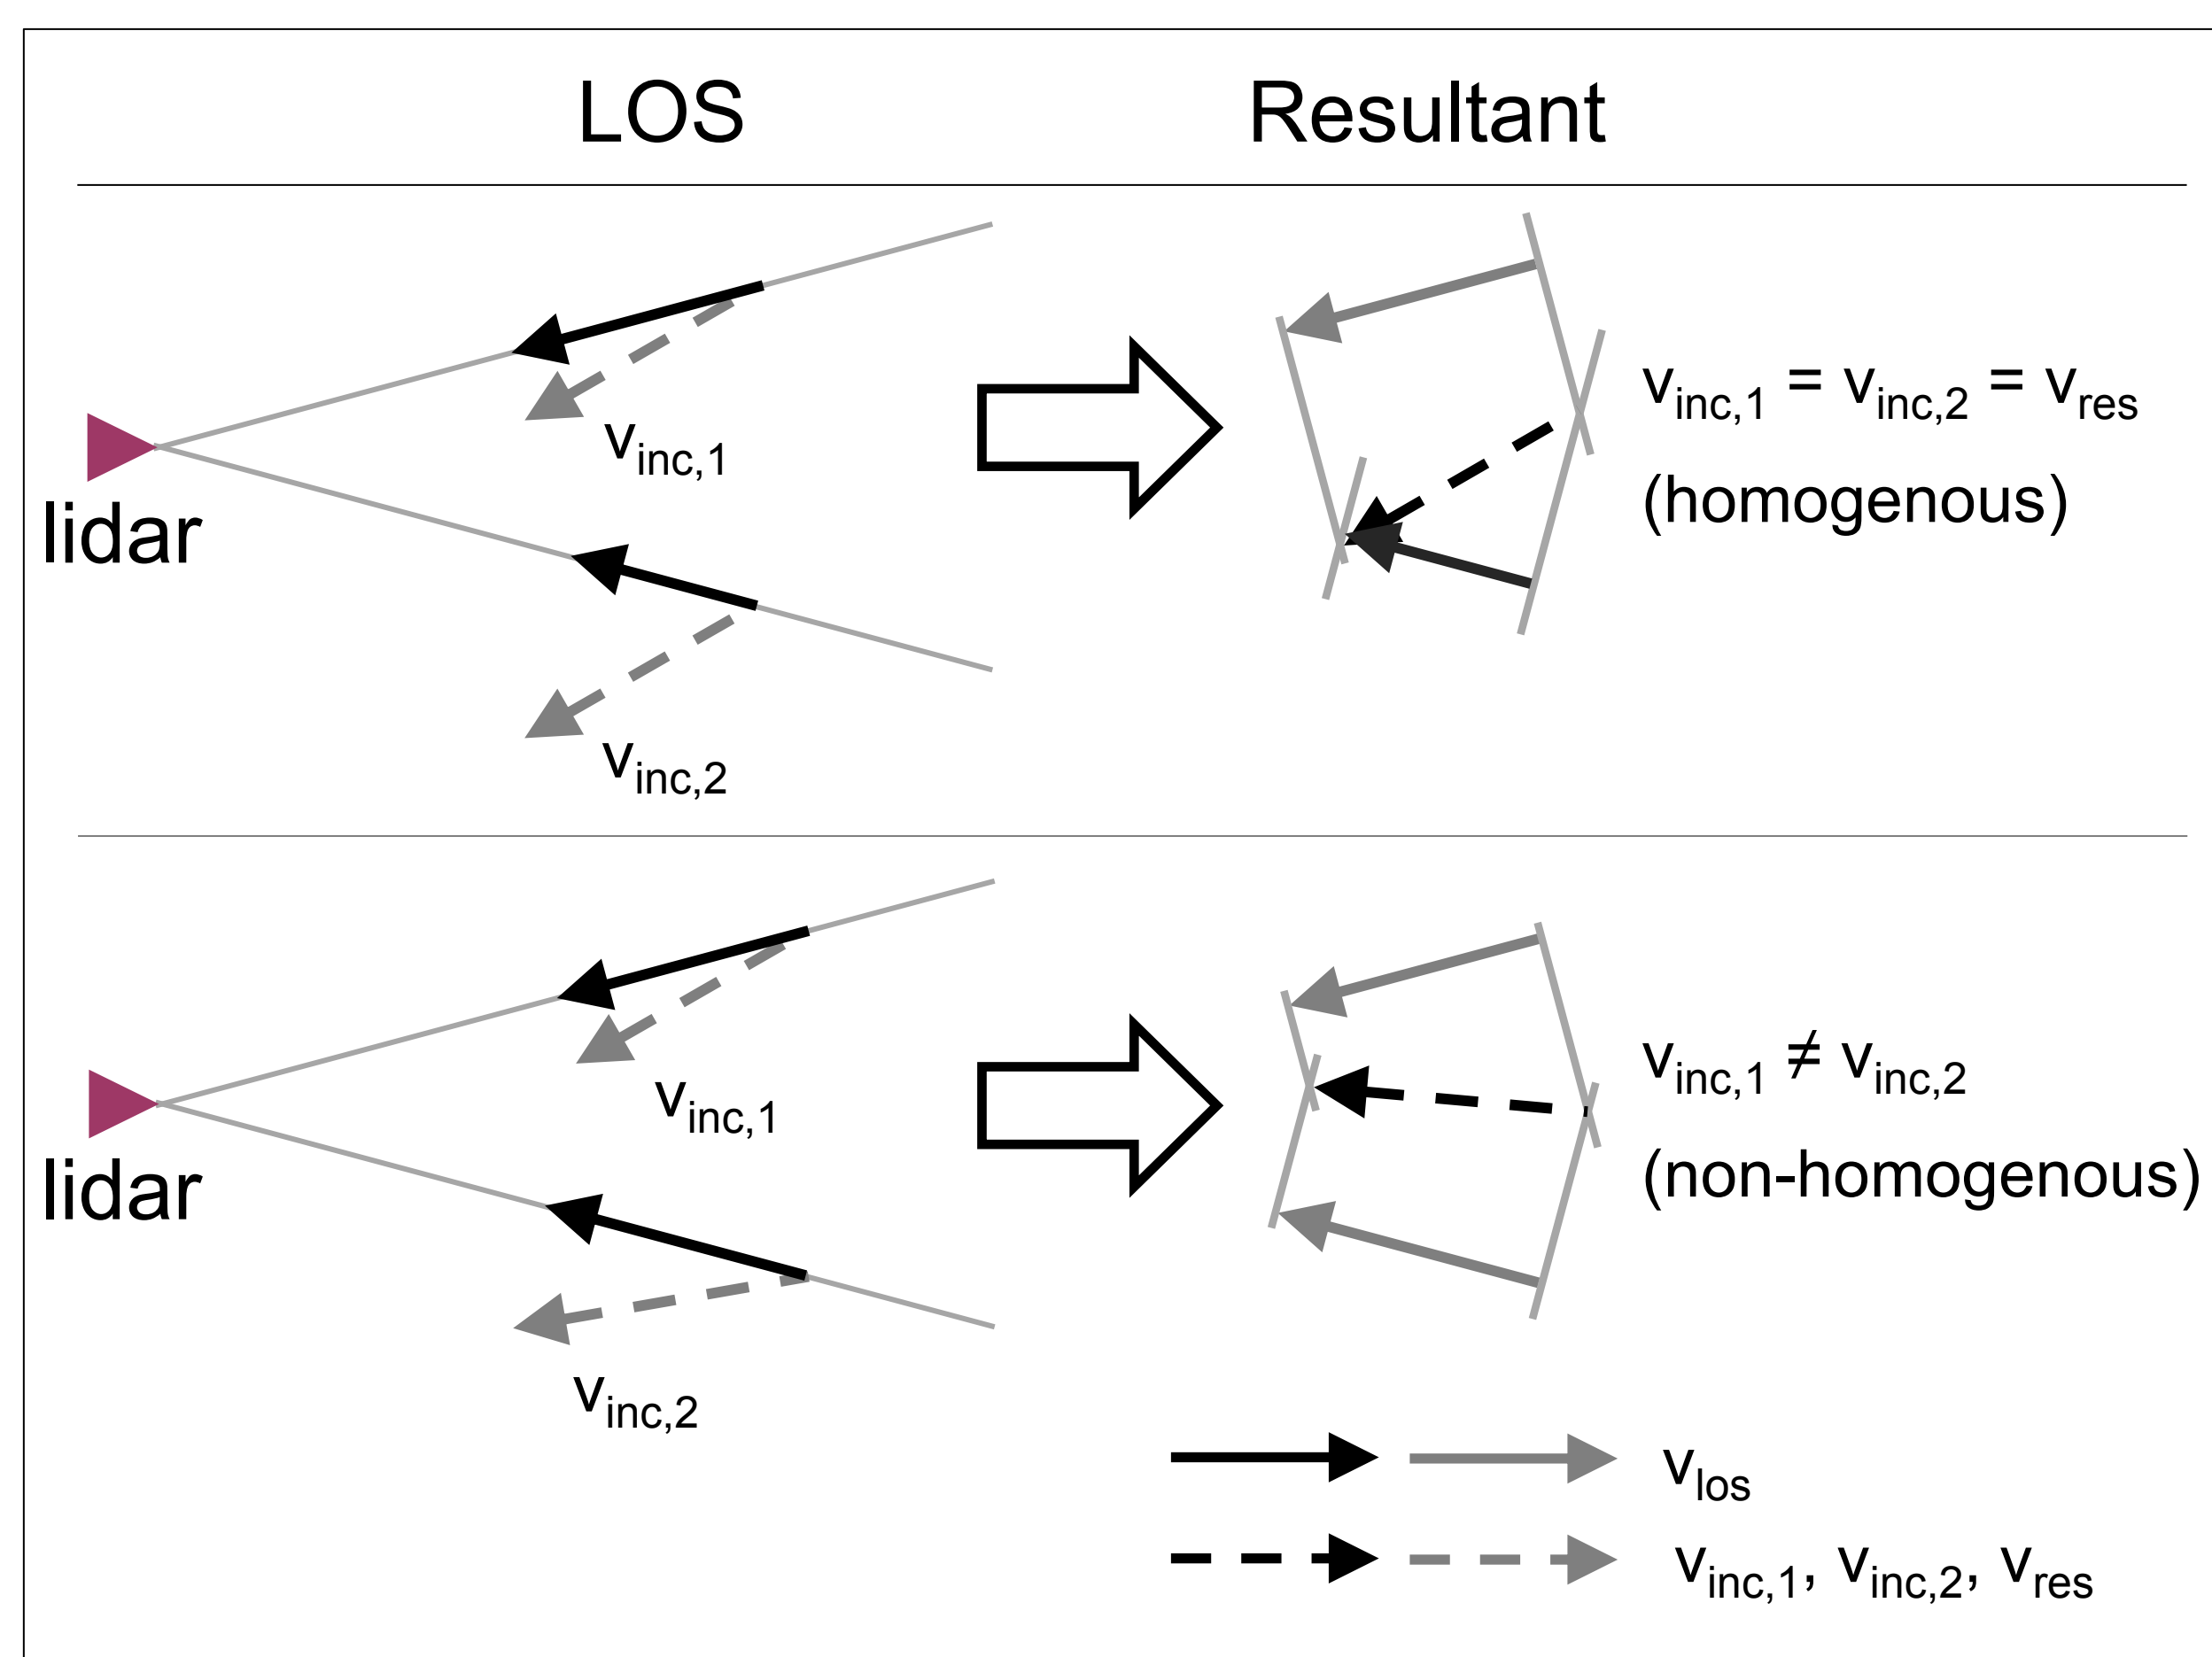 LOS Resultant
v_inc,1 = v_inc,2 = v_res
v_inc,1
(homogenous)
lidar
v_inc,2
v_inc,1 ≠ v_inc,2
v_inc,1
(non-homogenous)
lidar
v_inc,2
v_los
v_inc,1, v_inc,2, v_res